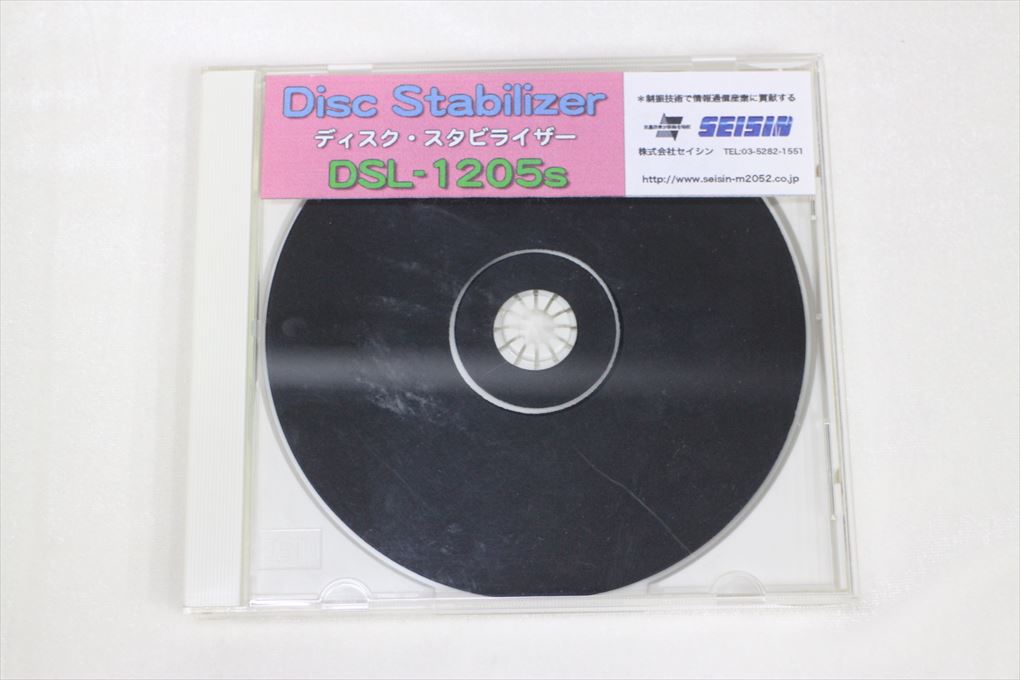 Disc Stabilizer
ディスク・スタビライザー
DSL-1205s
＊制振技術で情報通信産業に貢献する
SEISIN
株式会社セイシン TEL:03-5282-1551
http://www.seisin-m2052.co.jp